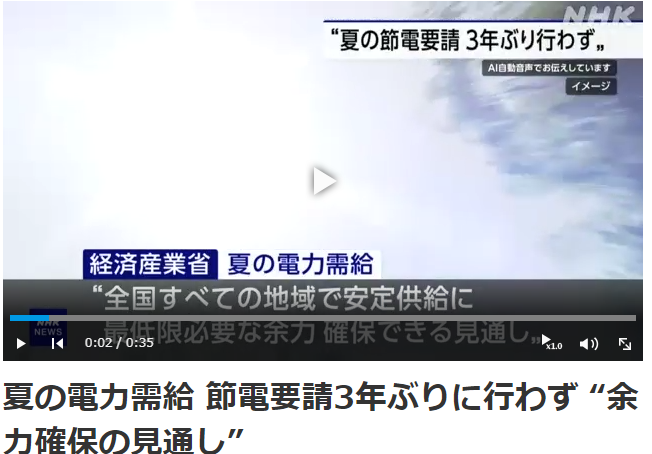 NHK
“夏の節電要請 3年ぶり行わず„
AI自動音声でお伝えしています
イメージ
経済産業省 夏の電力需給
“全国すべての地域で安定供給に
最低限必要な余力 確保できる見通し„
NHK
NEWS
0:02 / 0:35
x1.0
夏の電力需給 節電要請3年ぶりに行わず “余
力確保の見通し”